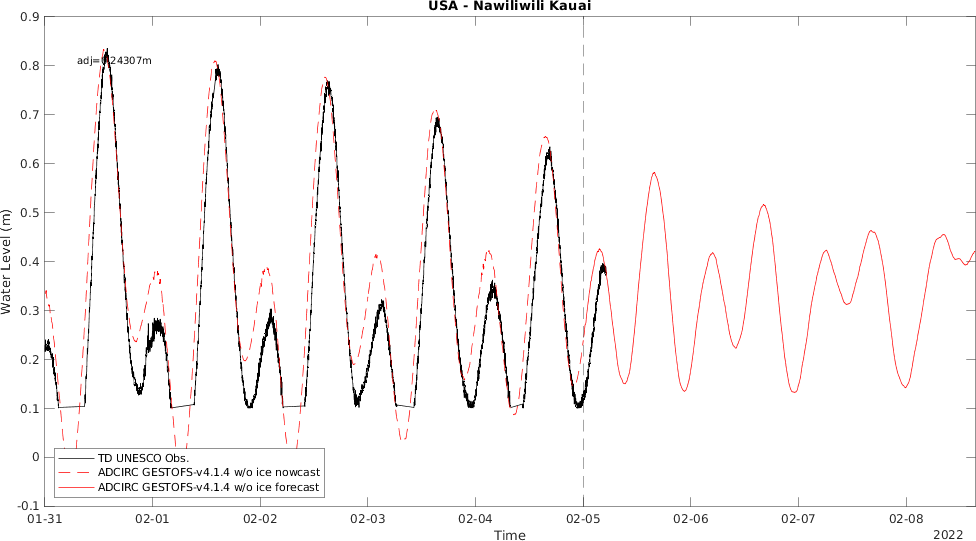 USA - Nawiliwili Kauai
0.9
0.8
0.7
0.6
0.5
0.4
0.3
0.2
0.1
0
-0.1
Water Level (m)
adj=0.24307m
TD UNESCO Obs.
ADCIRC GESTOFS-v4.1.4 w/o ice nowcast
ADCIRC GESTOFS-v4.1.4 w/o ice forecast
01-31 02-01 02-02 02-03 02-04 02-05 02-06 02-07 02-08
Time
2022